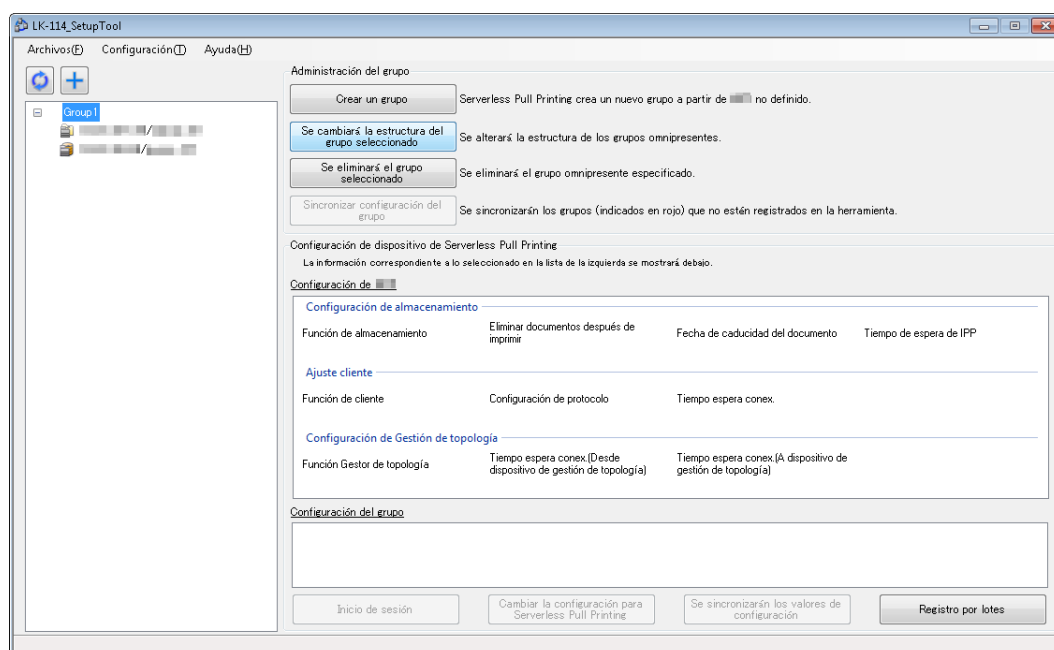 LK-114_SetupTool
Archivos(F) Configuración(T) Ayuda(H)
Group1
/
/
Administración del grupo
Crear un grupo
Serverless Pull Printing crea un nuevo grupo a partir de no definido.
Se cambiará la estructura del
grupo seleccionado
Se alterará la estructura de los grupos omnipresentes.
Se eliminará el grupo
seleccionado
Se eliminará el grupo omnipresente especificado.
Sincronizar configuración del
grupo
Se sincronizarán los grupos (indicados en rojo) que no estén registrados en la herramienta.
Configuración de dispositivo de Serverless Pull Printing
La información correspondiente a lo seleccionado en la lista de la izquierda se mostrará debajo.
Configuración de
Configuración de almacenamiento
Función de almacenamiento
Eliminar documentos después de
imprimir
Fecha de caducidad del documento
Tiempo de espera de IPP
Ajuste cliente
Función de cliente
Configuración de protocolo
Tiempo espera conex.
Configuración de Gestión de topología
Función Gestor de topología
Tiempo espera conex.(Desde
dispositivo de gestión de topología)
Tiempo espera conex.(A dispositivo de
gestión de topología)
Configuración del grupo
Inicio de sesión
Cambiar la configuración para
Serverless Pull Printing
Se sincronizarán los valores de
configuración
Registro por lotes